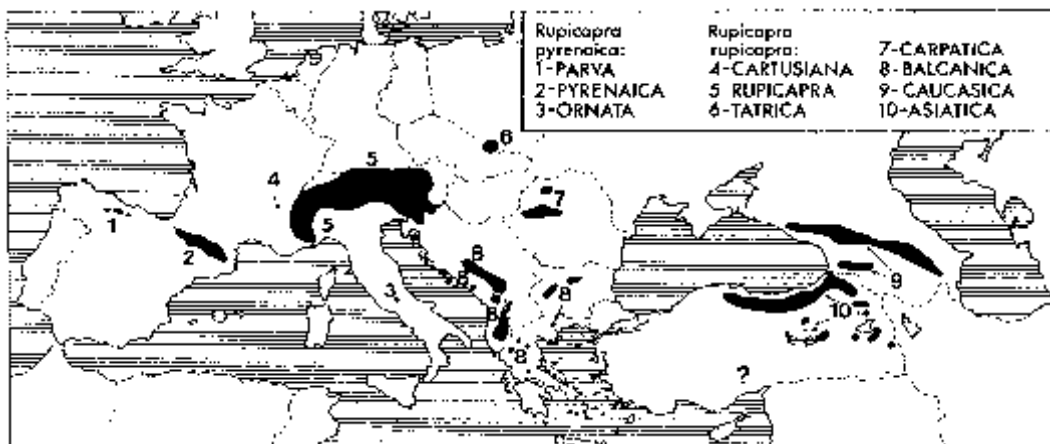 Rupicapra
pyrenaica:
1-PARVA
2-PYRENAICA
3-ORNATA
Rupicapra
rupicapra:
4-CARTUSIANA
5 RUPICAPRA
6-TATRICA
7-CARPATICA
8-BALCANICA
9-CAUCASICA
10-ASIATICA
6
5
4
7
1
2
5
8
8
8
9
3
8
10
8
?